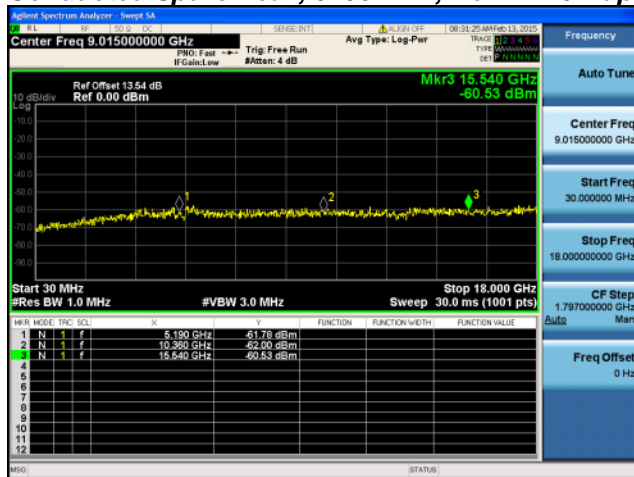 Agilent Spectrum Analyzer - Swept SA
RL RF 50 Ω DC SENSE:INT ALIGN OFF 08:31:25 AM Feb 13, 2015
Center Freq 9.015000000 GHz Avg Type: Log-Pwr TRACE 1 2 3 4 5 6
PNO: Fast Trig: Free Run TYPE
IFGain:Low #Atten: 4 dB DET P N N N N N
Mkr3 15.540 GHz
-60.53 dBm
Ref Offset 13.54 dB
10 dB/div Ref 0.00 dBm
Log
-10.0
-20.0
-30.0
-40.0
-50.0
-60.0
-70.0
-80.0
-90.0
1
2
3
Start 30 MHz Stop 18.000 GHz
#Res BW 1.0 MHz #VBW 3.0 MHz Sweep 30.0 ms (1001 pts)
MKR MODE TRC SCL X Y FUNCTION FUNCTION WIDTH FUNCTION VALUE
1 N 1 f 5.190 GHz -61.78 dBm
2 N 1 f 10.360 GHz -62.00 dBm
3 N 1 f 15.540 GHz -60.53 dBm
4
5
6
7
8
9
10
11
12
MSG STATUS
Frequency
Auto Tune
Center Freq
9.015000000 GHz
Start Freq
30.000000 MHz
Stop Freq
18.000000000 GHz
CF Step
1.797000000 GHz
Auto Man
Freq Offset
0 Hz